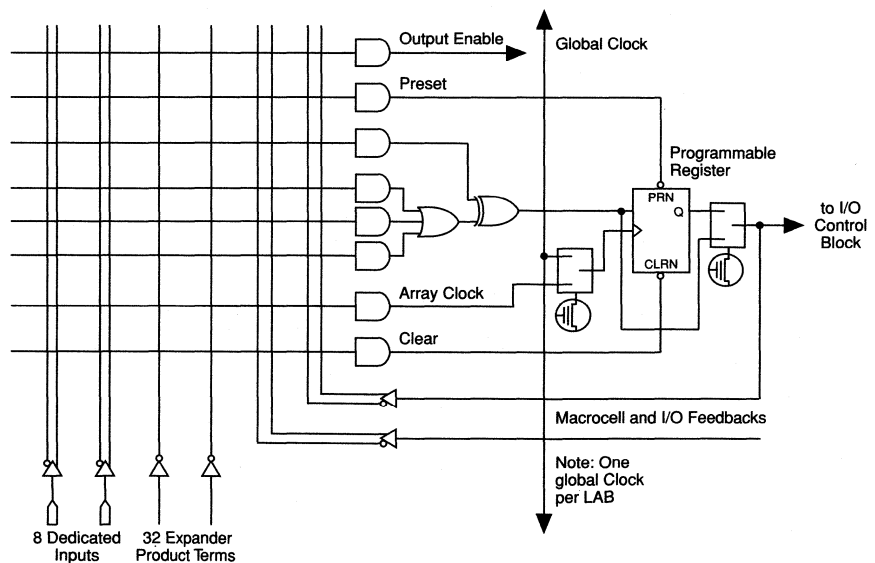 Output Enable
Global Clock
Preset
Programmable
Register
PRN
Q
to I/O
Control
Block
CLRN
Array Clock
Clear
Macrocell and I/O Feedbacks
Note: One
global Clock
per LAB
8 Dedicated
Inputs
32 Expander
Product Terms